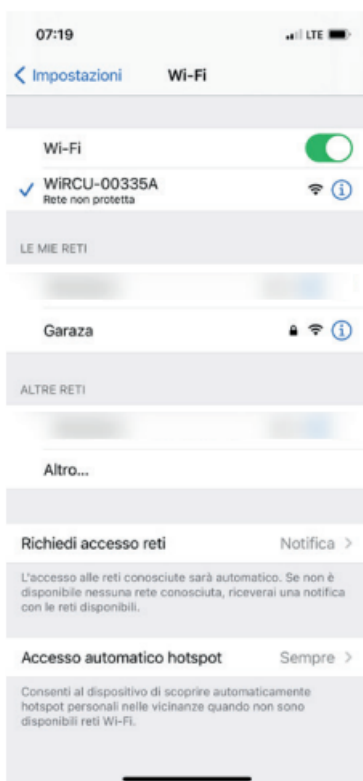 07:19 LTE
Impostazioni Wi-Fi
Wi-Fi
WiRCU-00335A
Rete non protetta
LE MIE RETI
Garaza
ALTRE RETI
Altro...
Richiedi accesso reti Notifica
L'accesso alle reti conosciute sarà automatico. Se non è
disponibile nessuna rete conosciuta, riceverai una notifica
con le reti disponibili.
Accesso automatico hotspot Sempre
Consenti al dispositivo di scoprire automaticamente
hotspot personali nelle vicinanze quando non sono
disponibili reti Wi-Fi.